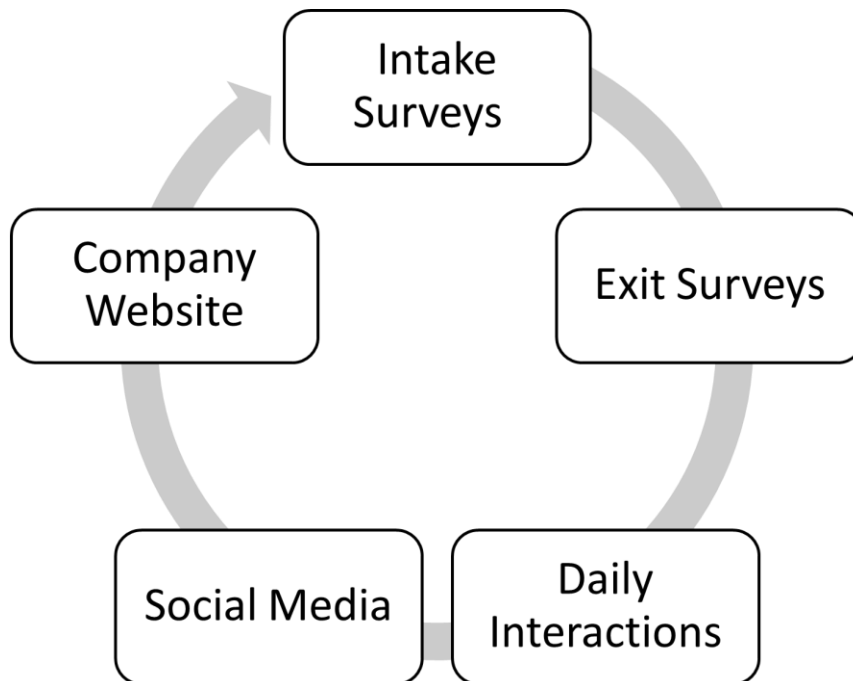 Intake
Surveys
Exit Surveys
Daily
Interactions
Social Media
Company
Website